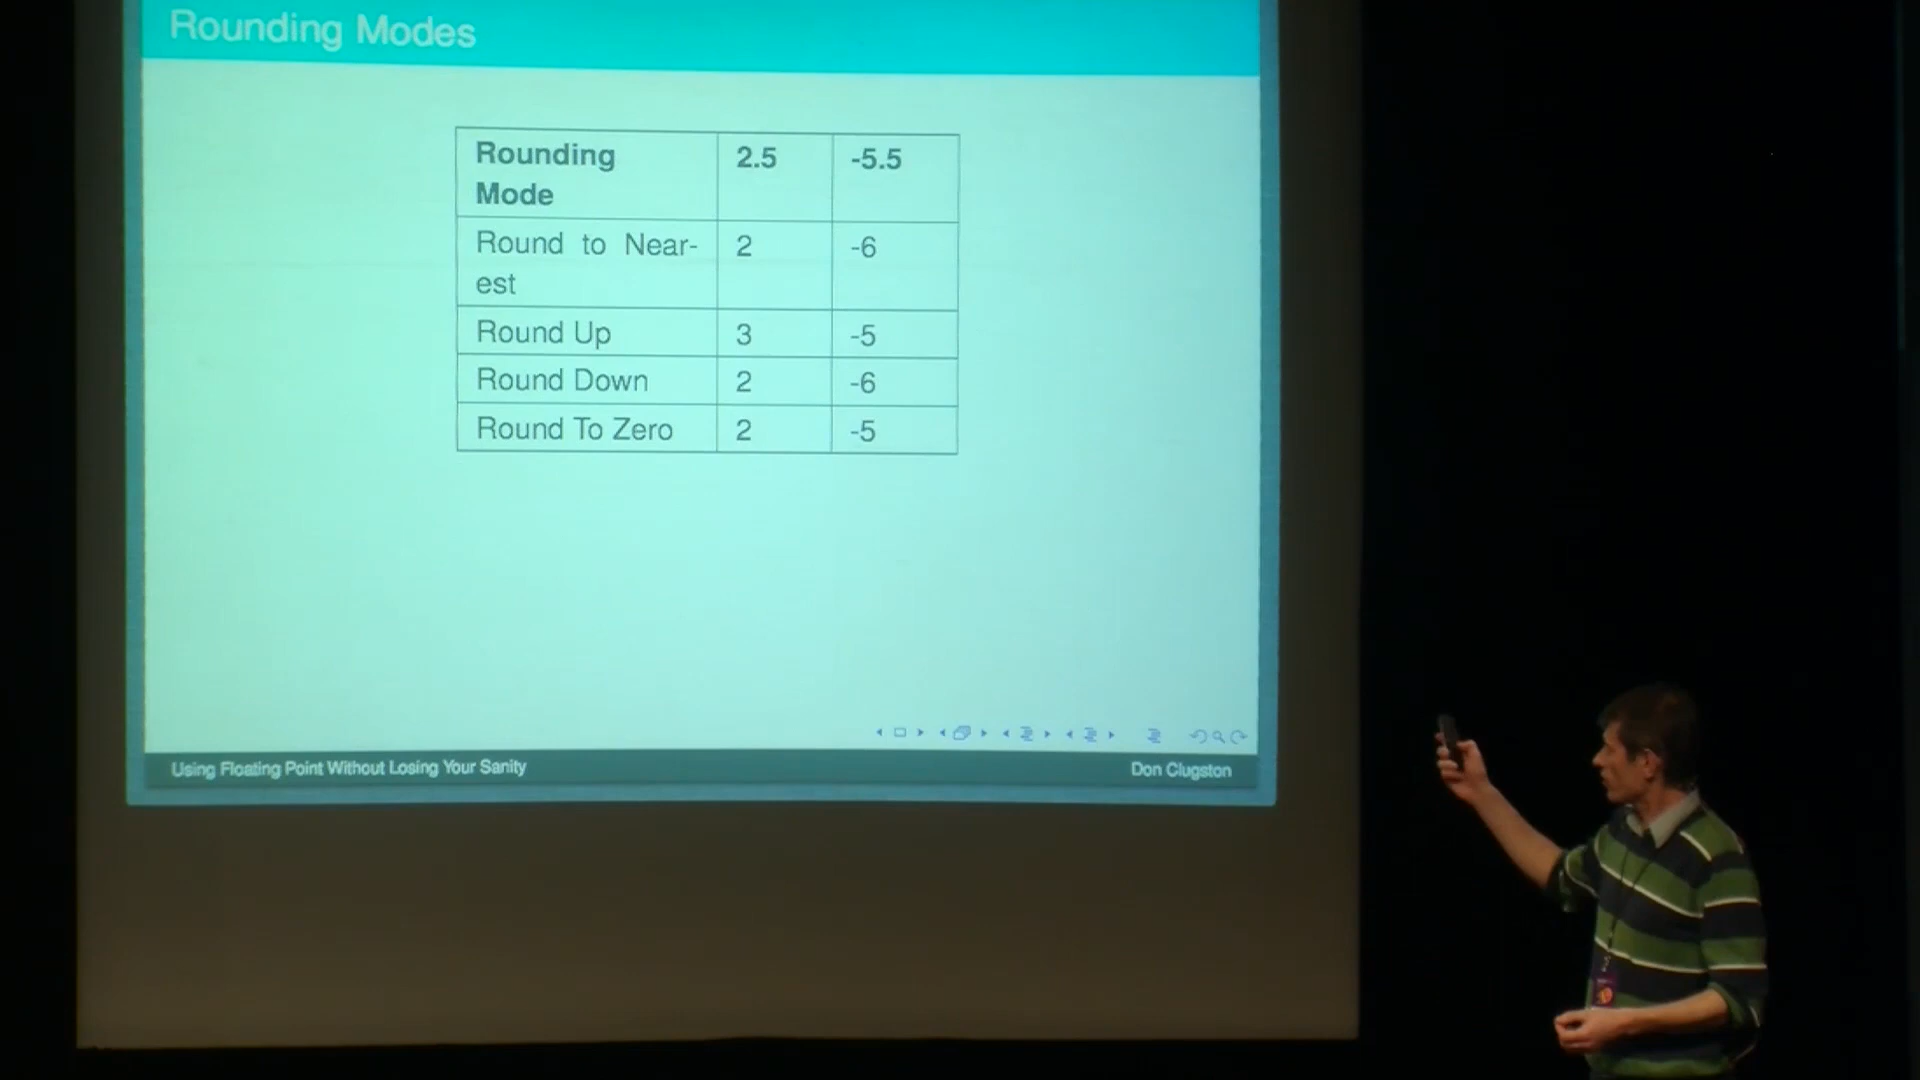 Rounding Modes
Rounding Mode 2.5 -5.5
Round to Near-
est 2 -6
Round Up 3 -5
Round Down 2 -6
Round To Zero 2 -5
Using Floating Point Without Losing Your Sanity Don Clugston